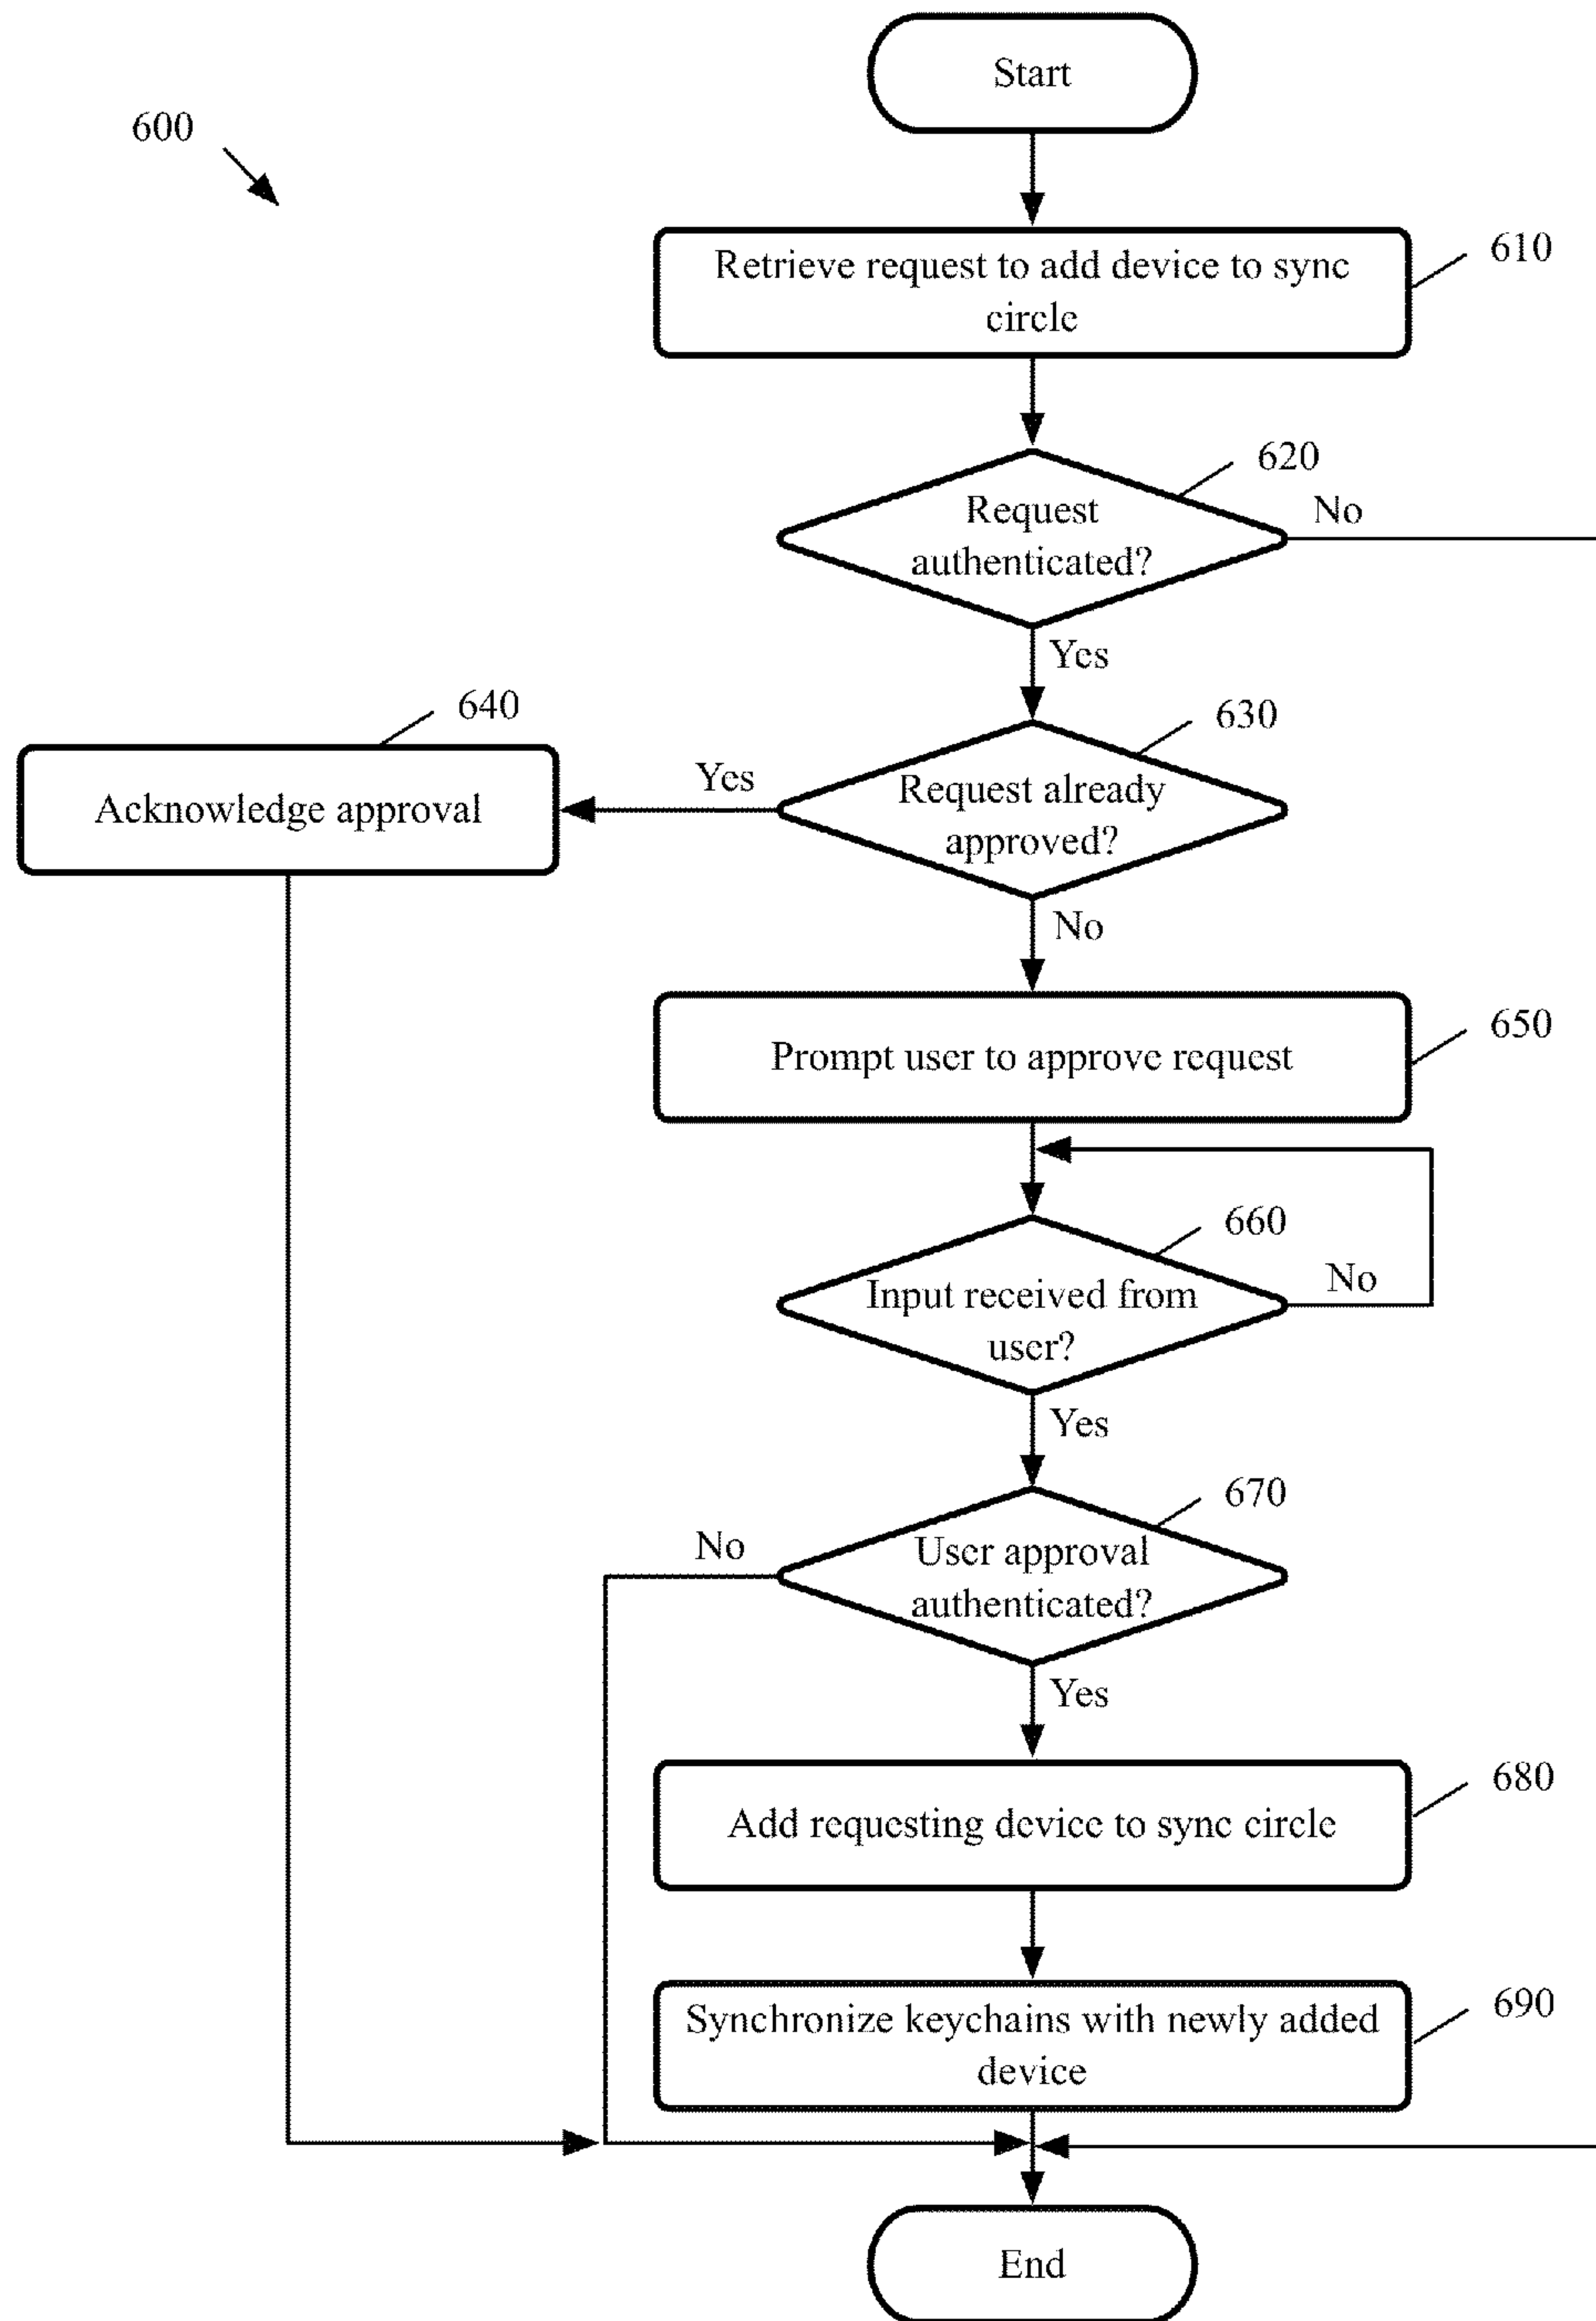 Start
600
Retrieve request to add device to sync
circle
610
620
Request
authenticated?
No
Yes
640
630
Acknowledge approval
Yes
Request already
approved?
No
650
Prompt user to approve request
660
Input received from
user?
No
Yes
670
No
User approval
authenticated?
Yes
680
Add requesting device to sync circle
690
Synchronize keychains with newly added
device
End